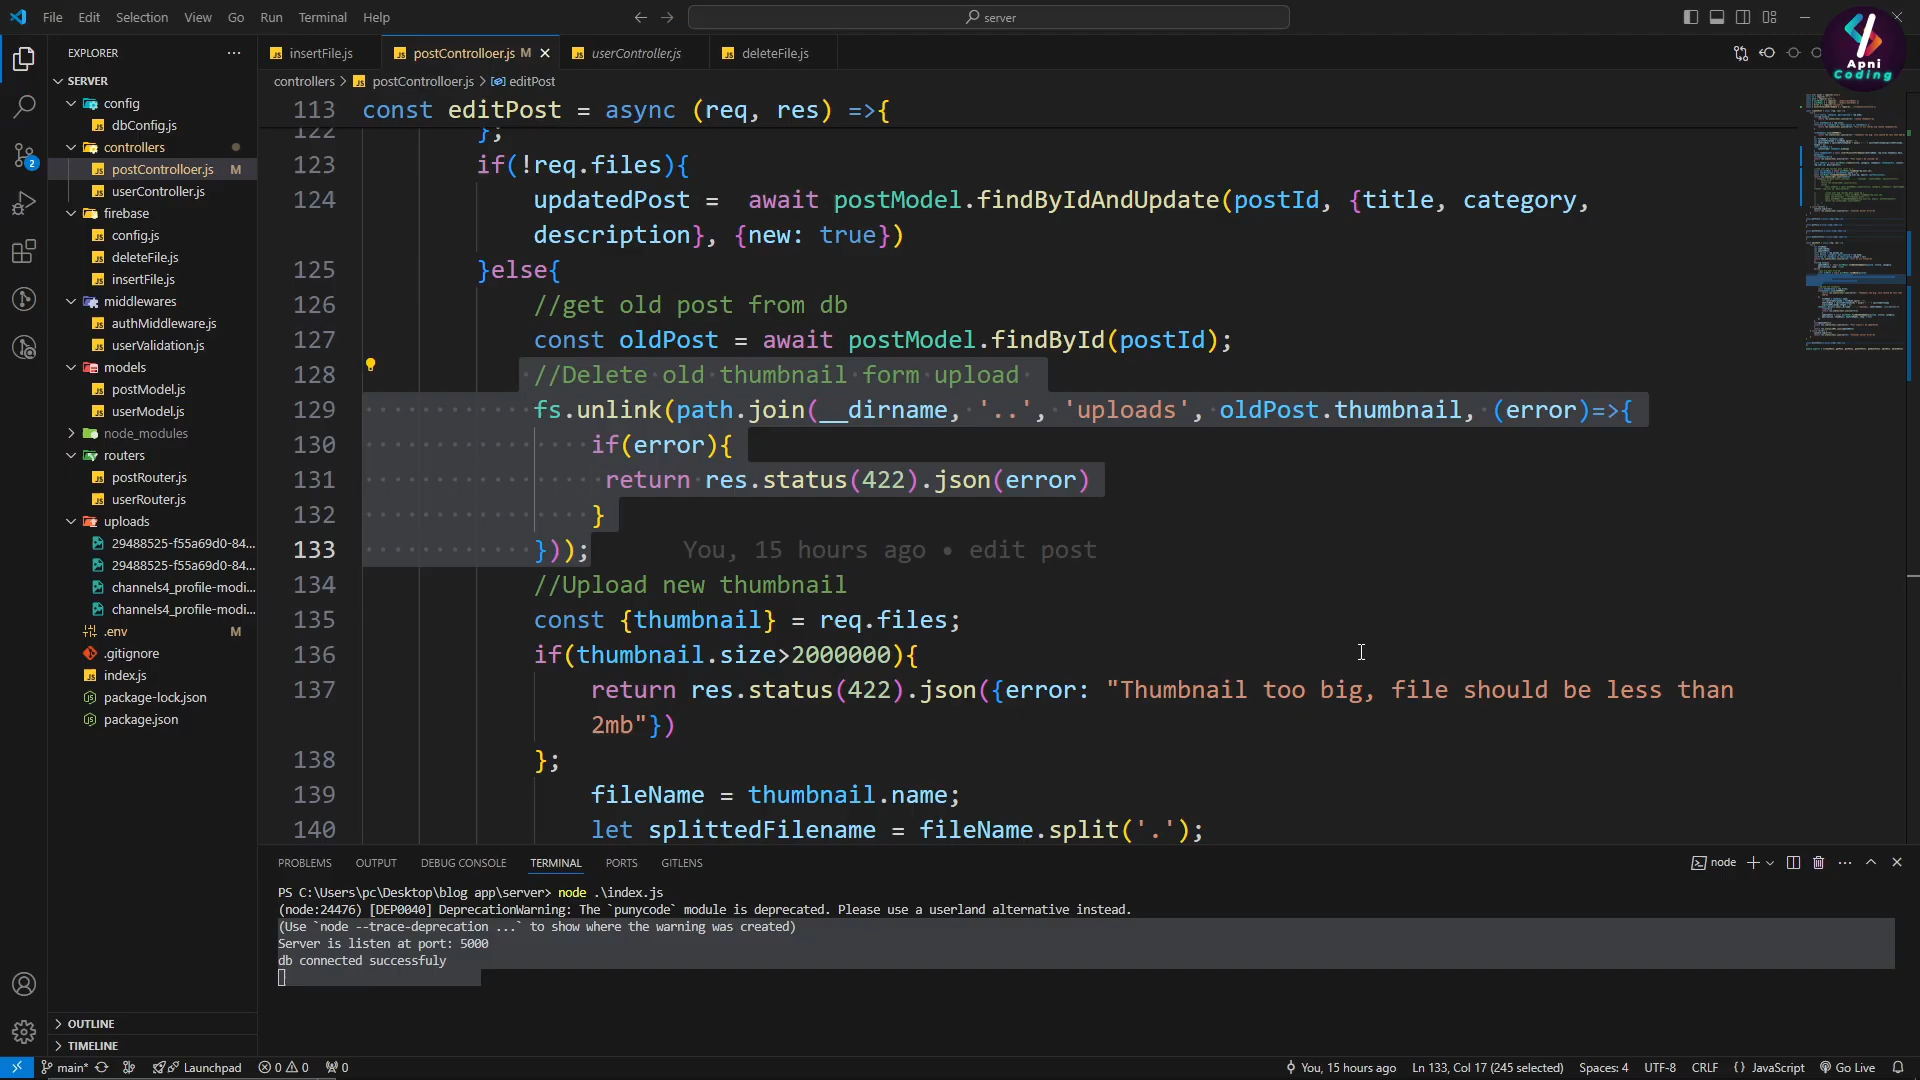 File Edit Selection View Go Run Terminal Help
server
Apni
Coding
EXPLORER
insertFile.js
postControlloer.js M
userController.js
deleteFile.js
controllers > postControlloer.js > editPost
SERVER
config
dbConfig.js
controllers
postControlloer.js M
userController.js
firebase
config.js
deleteFile.js
insertFile.js
middlewares
authMiddleware.js
userValidation.js
models
postModel.js
userModel.js
node_modules
routers
postRouter.js
userRouter.js
uploads
29488525-f55a69d0-84...
29488525-f55a69d0-84...
channels4_profile-modi...
channels4_profile-modi...
.env M
.gitignore
index.js
package-lock.json
package.json
OUTLINE
TIMELINE
2
113 const editPost = async (req, res) =>{
122 };
123 if(!req.files){
124 updatedPost =  await postModel.findByIdAndUpdate(postId, {title, category,
description}, {new: true})
125 }else{
126 //get old post from db
127 const oldPost = await postModel.findById(postId);
128 //Delete old thumbnail form upload
129 fs.unlink(path.join(__dirname, '..', 'uploads', oldPost.thumbnail, (error)=>{
130 if(error){
131 return res.status(422).json(error)
132 }
133 })); You, 15 hours ago • edit post
134 //Upload new thumbnail
135 const {thumbnail} = req.files;
136 if(thumbnail.size>2000000){
137 return res.status(422).json({error: "Thumbnail too big, file should be less than
2mb"})
138 };
139 fileName = thumbnail.name;
140 let splittedFilename = fileName.split('.');
PROBLEMS OUTPUT DEBUG CONSOLE TERMINAL PORTS GITLENS
node
PS C:\Users\pc\Desktop\blog app\server> node .\index.js
(node:24476) [DEP0040] DeprecationWarning: The `punycode` module is deprecated. Please use a userland alternative instead.
(Use `node --trace-deprecation ...` to show where the warning was created)
Server is listen at port: 5000
db connected successfuly
main* Launchpad 0 0 0
You, 15 hours ago Ln 133, Col 17 (245 selected) Spaces: 4 UTF-8 CRLF {} JavaScript Go Live